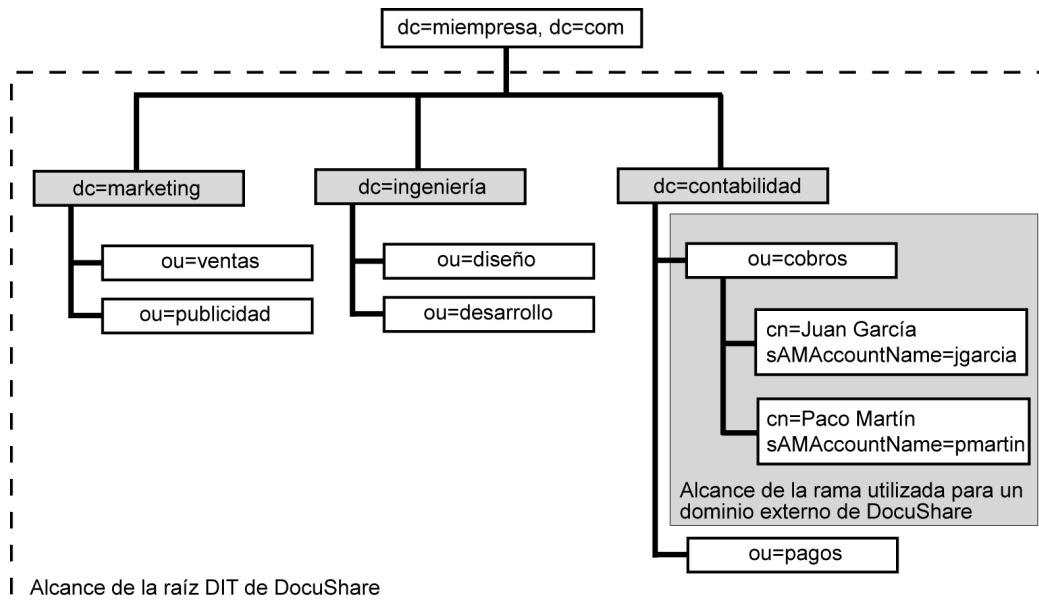 dc=miempresa, dc=com
dc=marketing
dc=ingeniería
dc=contabilidad
ou=ventas
ou=publicidad
ou=diseño
ou=desarrollo
ou=cobros
cn=Juan García
sAMAccountName=jgarcia
cn=Paco Martín
sAMAccountName=pmartin
Alcance de la rama utilizada para un
dominio externo de DocuShare
ou=pagos
Alcance de la raíz DIT de DocuShare